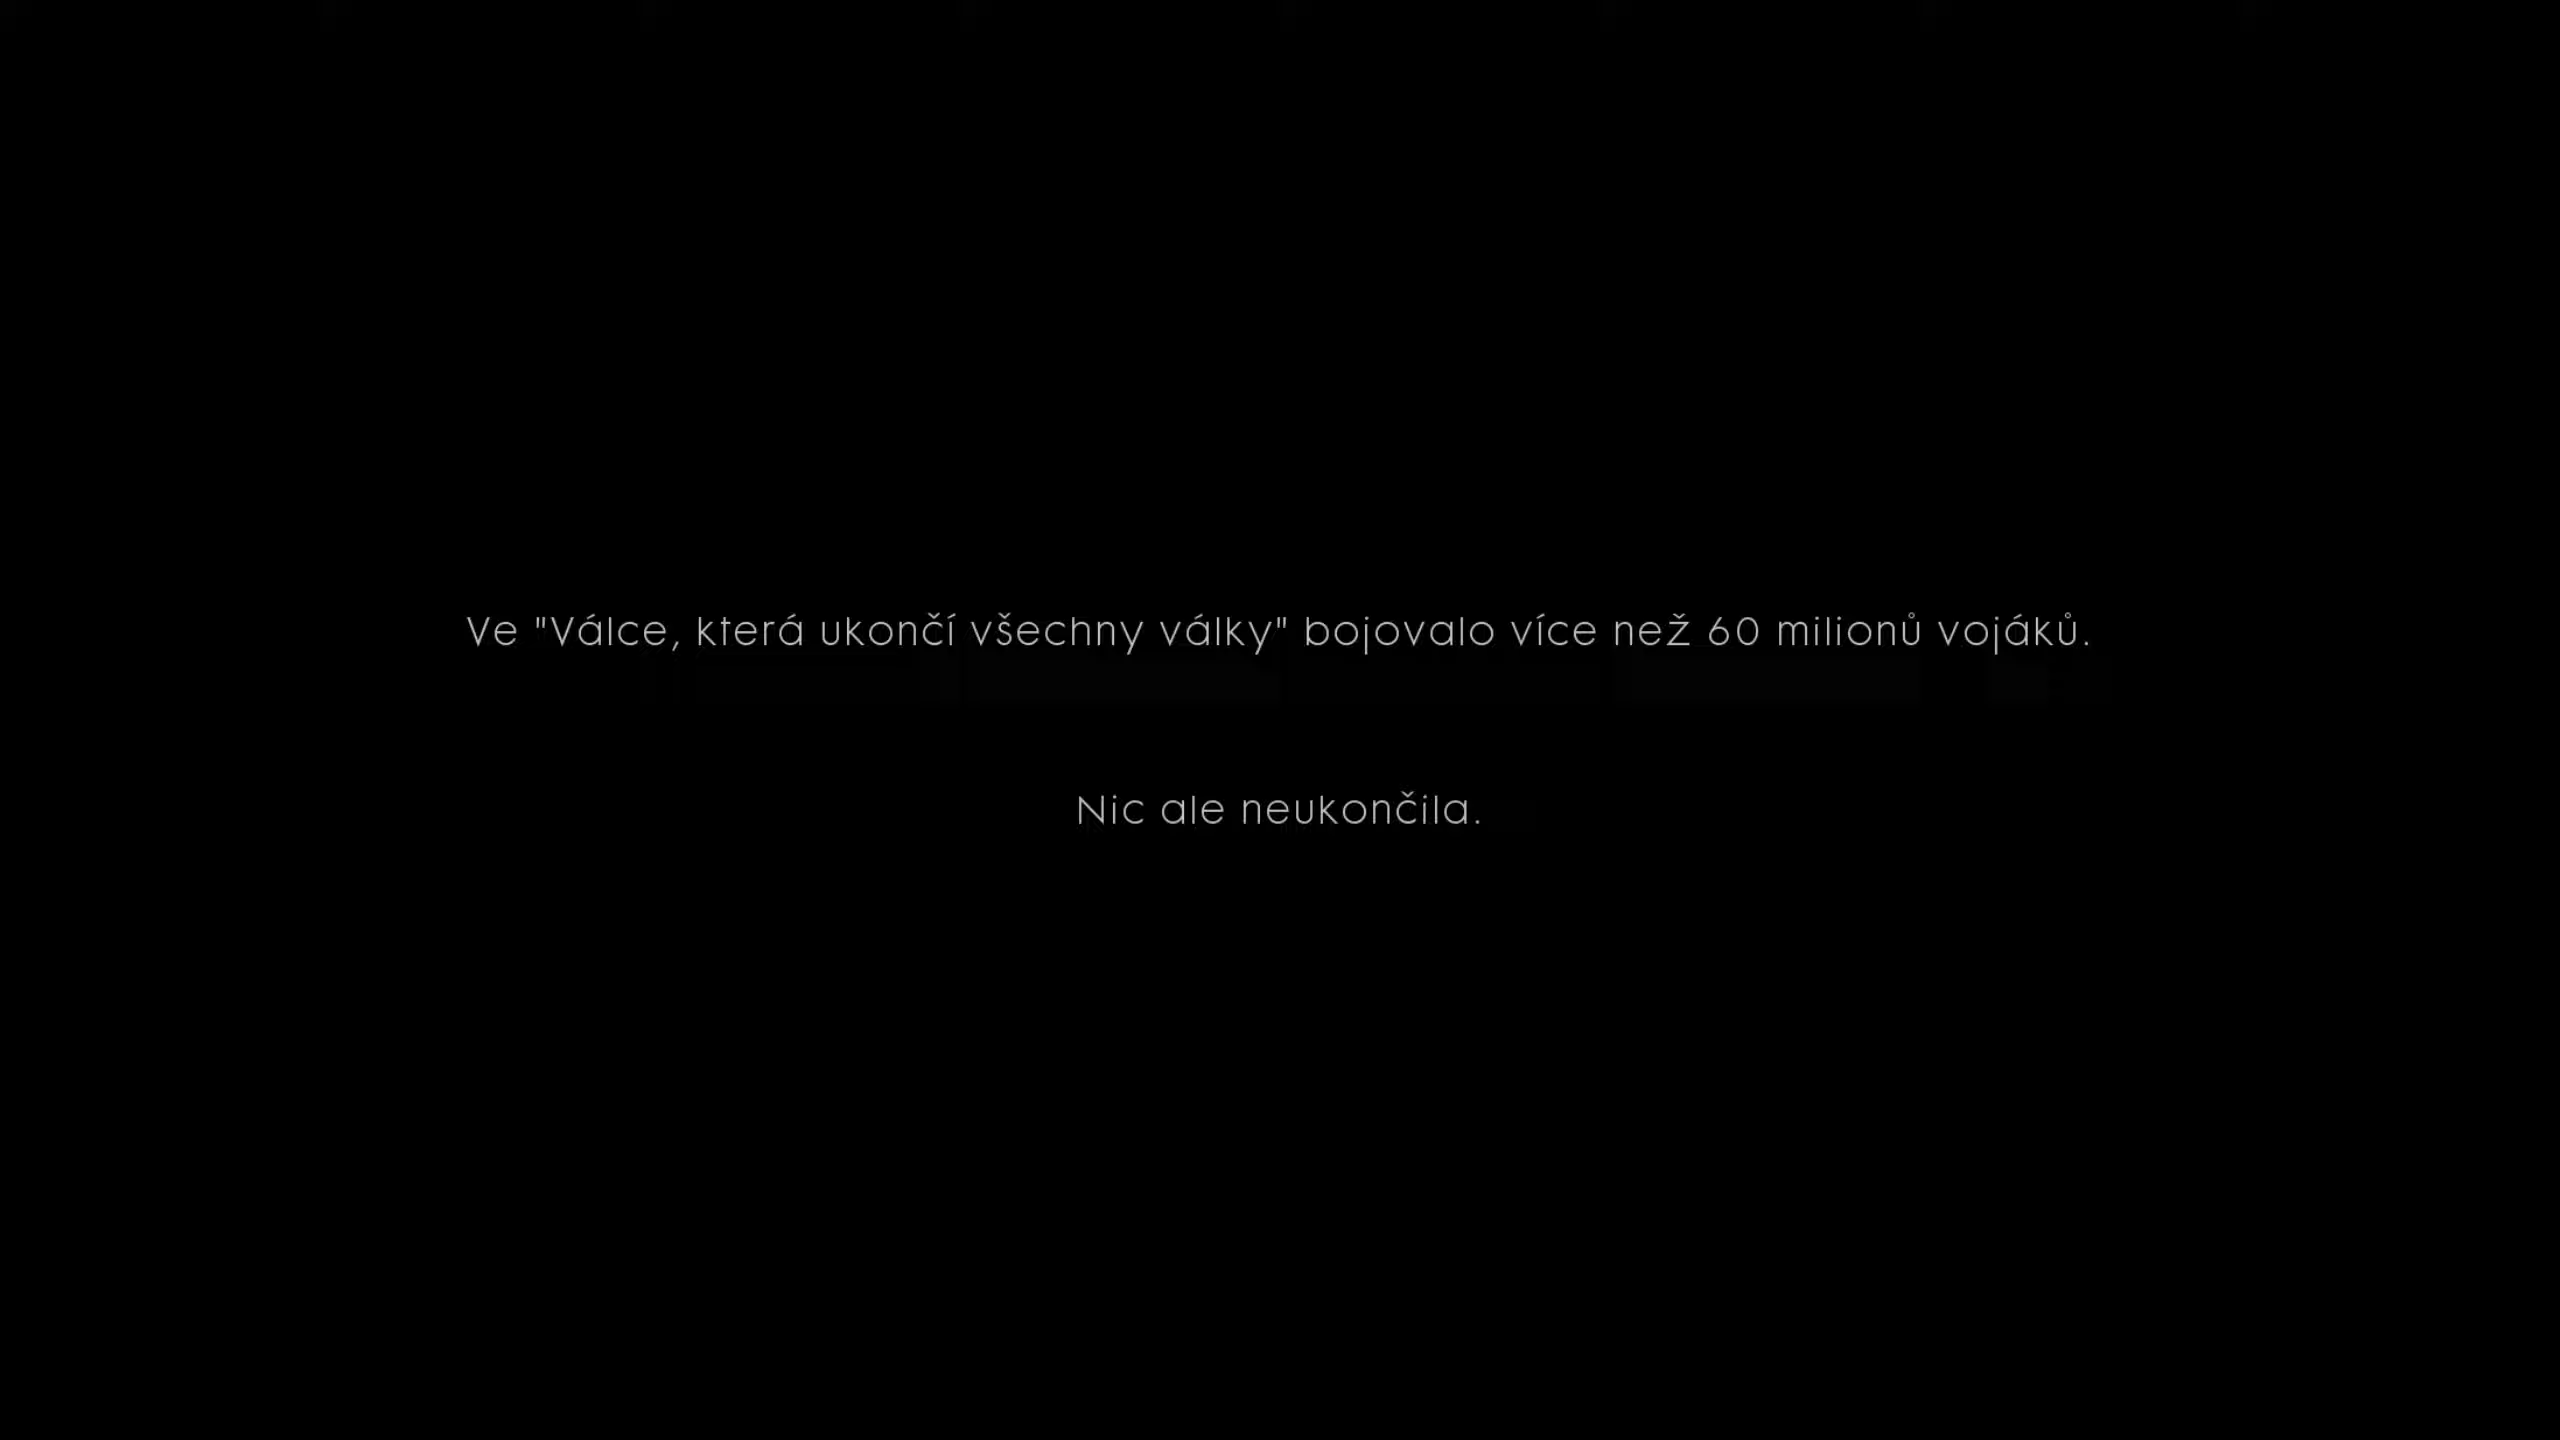 Ve "Válce, která ukončí všechny války" bojovalo více než 60 milionů vojáků.
Nic ale neukončila.